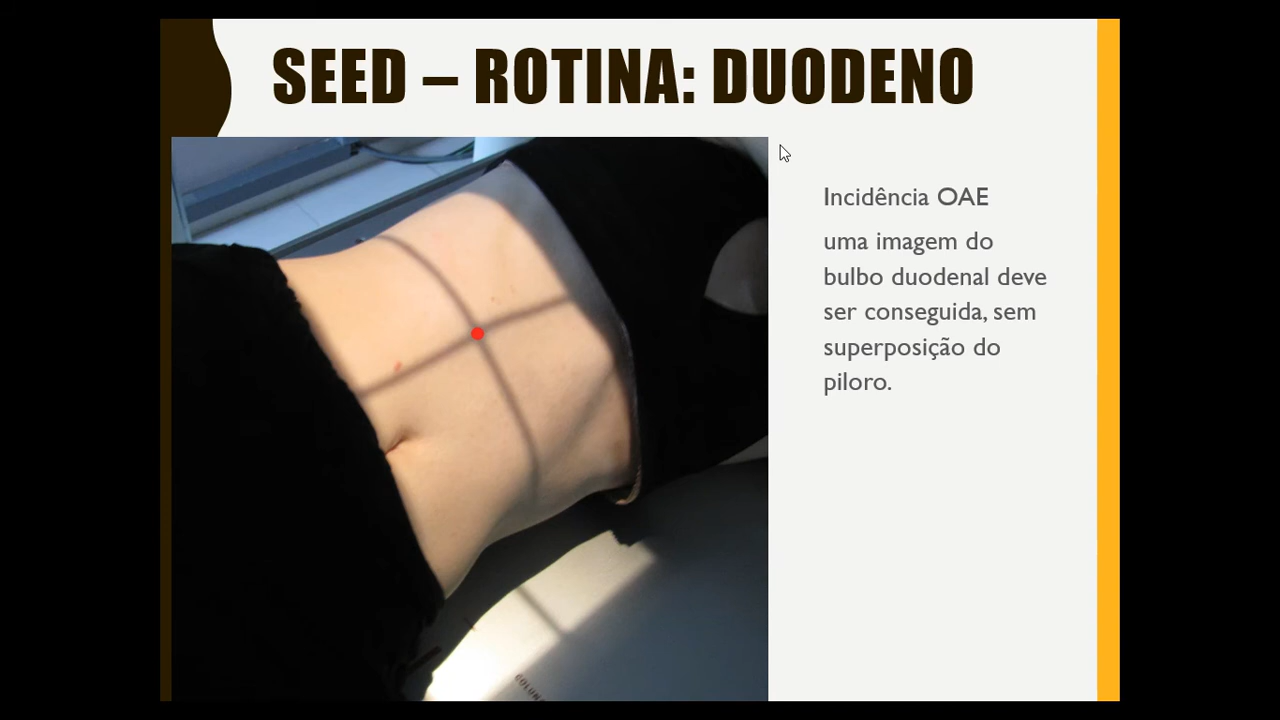 SEED – ROTINA: DUODENO
Incidência OAE
uma imagem do
bulbo duodenal deve
ser conseguida, sem
superposição do
piloro.